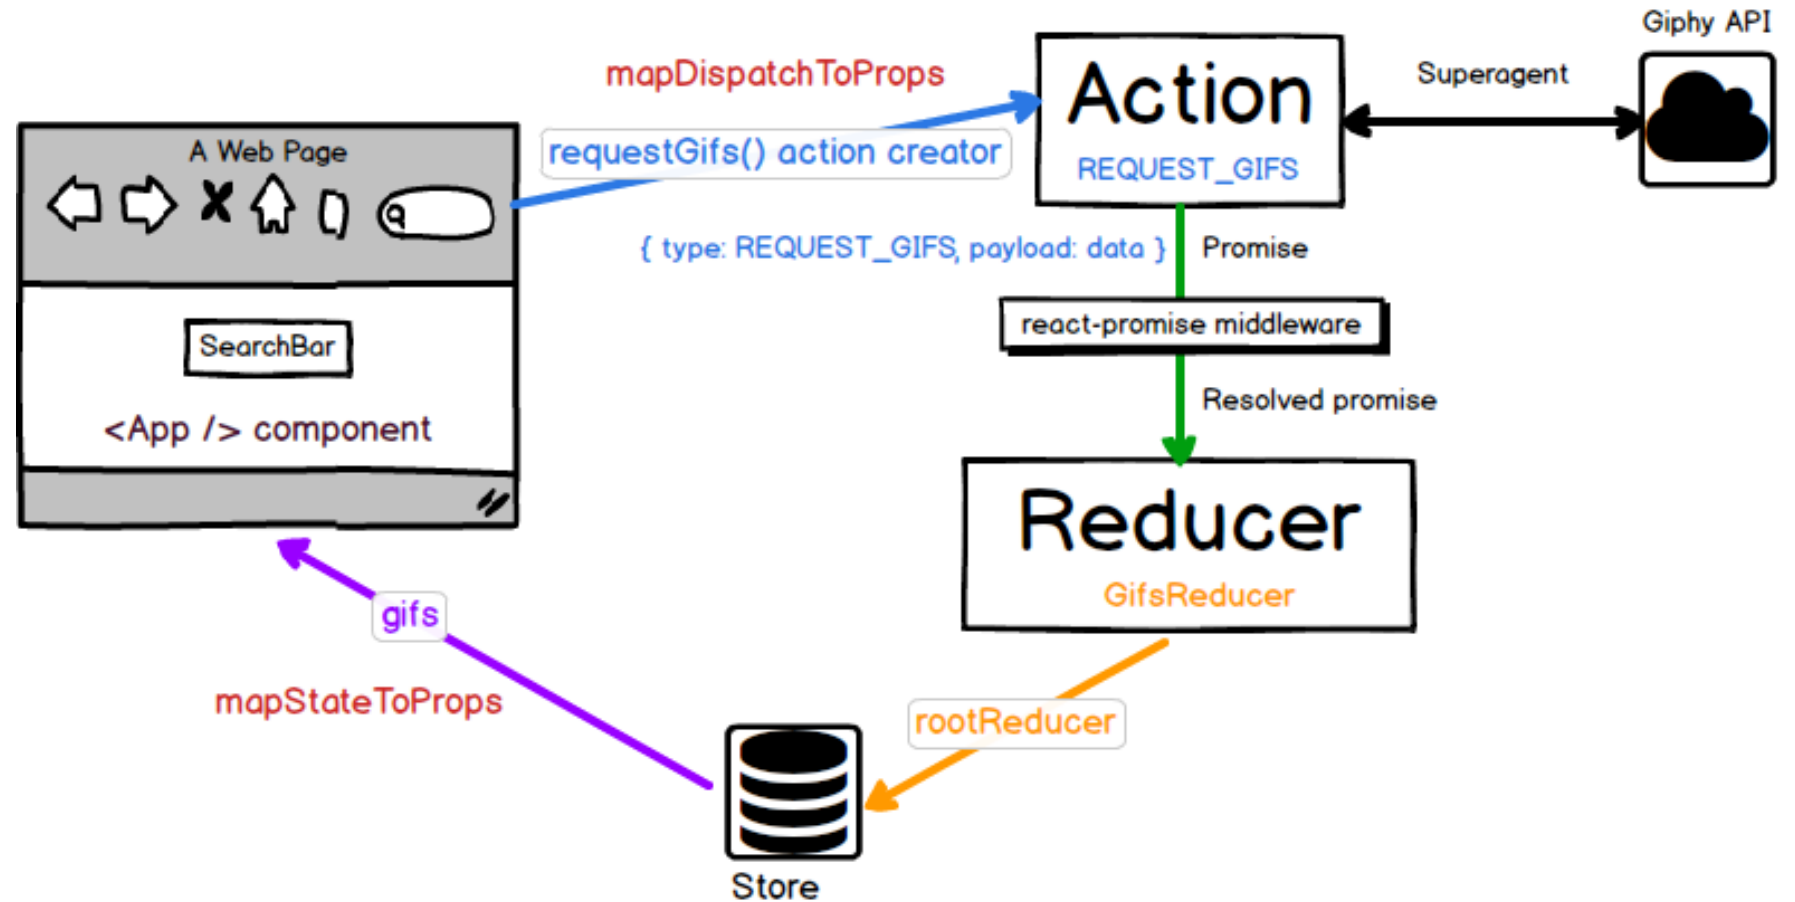 Giphy API
mapDispatchToProps
Action
Superagent
A Web Page
requestGifs() action creator
REQUEST_GIFS
{ type: REQUEST_GIFS, payload: data }
Promise
react-promise middleware
SearchBar
Resolved promise
<App /> component
Reducer
GifsReducer
gifs
mapStateToProps
rootReducer
Store